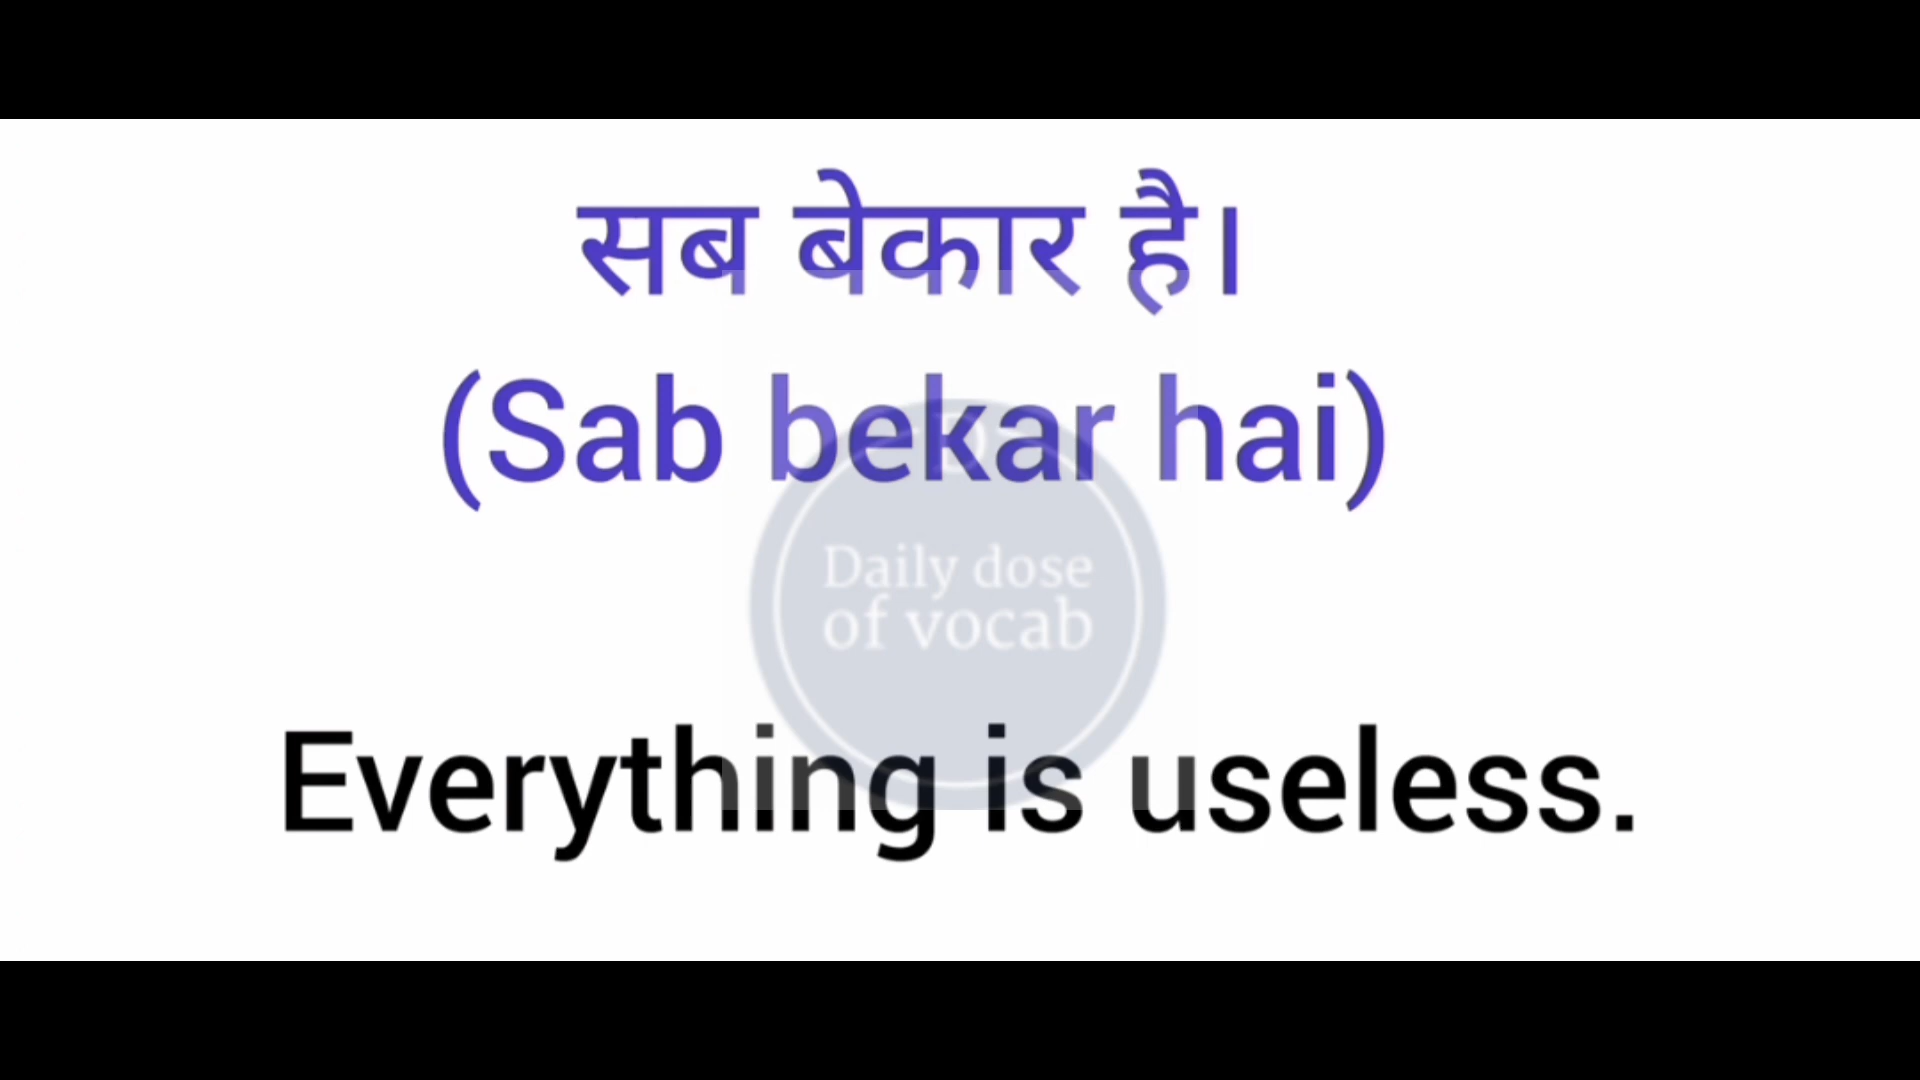 सब बेकार है।
(Sab bekar hai)
Daily dose
of vocab
Everything is useless.